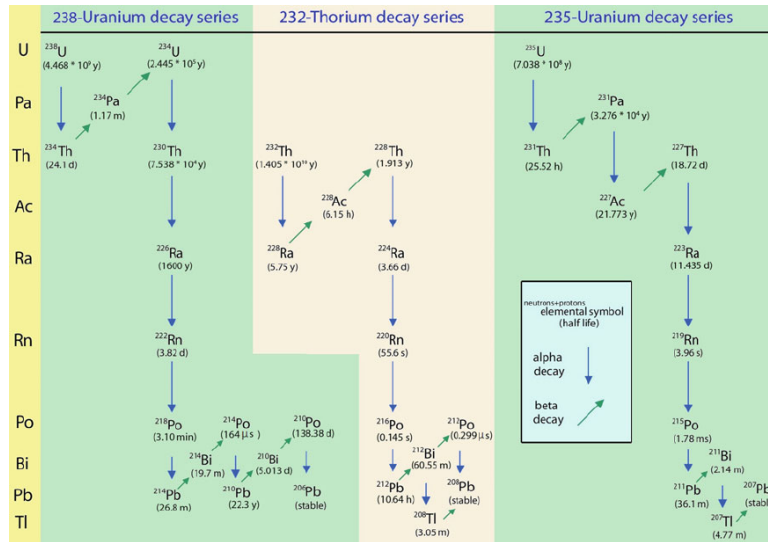 238-Uranium decay series
232-Thorium decay series
235-Uranium decay series
U
Pa
Th
Ac
Ra
Rn
Po
Bi
Pb
Tl
238U
(4.468 * 10⁹ y)
234Pa
(1.17 m)
234Th
(24.1 d)
234U
(2.445 * 10⁵ y)
230Th
(7.538 * 10⁴ y)
226Ra
(1600 y)
222Rn
(3.82 d)
218Po
(3.10 min)
214Bi
(19.7 m)
214Pb
(26.8 m)
214Po
(164 µs)
210Bi
(5.013 d)
210Pb
(22.3 y)
210Po
(138.38 d)
206Pb
(stable)
232Th
(1.405 * 10¹⁰ y)
228Ac
(6.15 h)
228Ra
(5.75 y)
228Th
(1.913 y)
224Ra
(3.66 d)
220Rn
(55.6 s)
216Po
(0.145 s)
212Bi
(60.55 m)
212Pb
(10.64 h)
212Po
(0.299 µs)
208Pb
(stable)
208Tl
(3.05 m)
235U
(7.038 * 10⁸ y)
231Pa
(3.276 * 10⁴ y)
231Th
(25.52 h)
227Th
(18.72 d)
227Ac
(21.773 y)
223Ra
(11.435 d)
219Rn
(3.96 s)
215Po
(1.78 ms)
211Bi
(2.14 m)
211Pb
(36.1 m)
207Pb
(stable
207Tl
(4.77 m)
neutrons+protons
elemental symbol
(half life)
alpha
decay
beta
decay